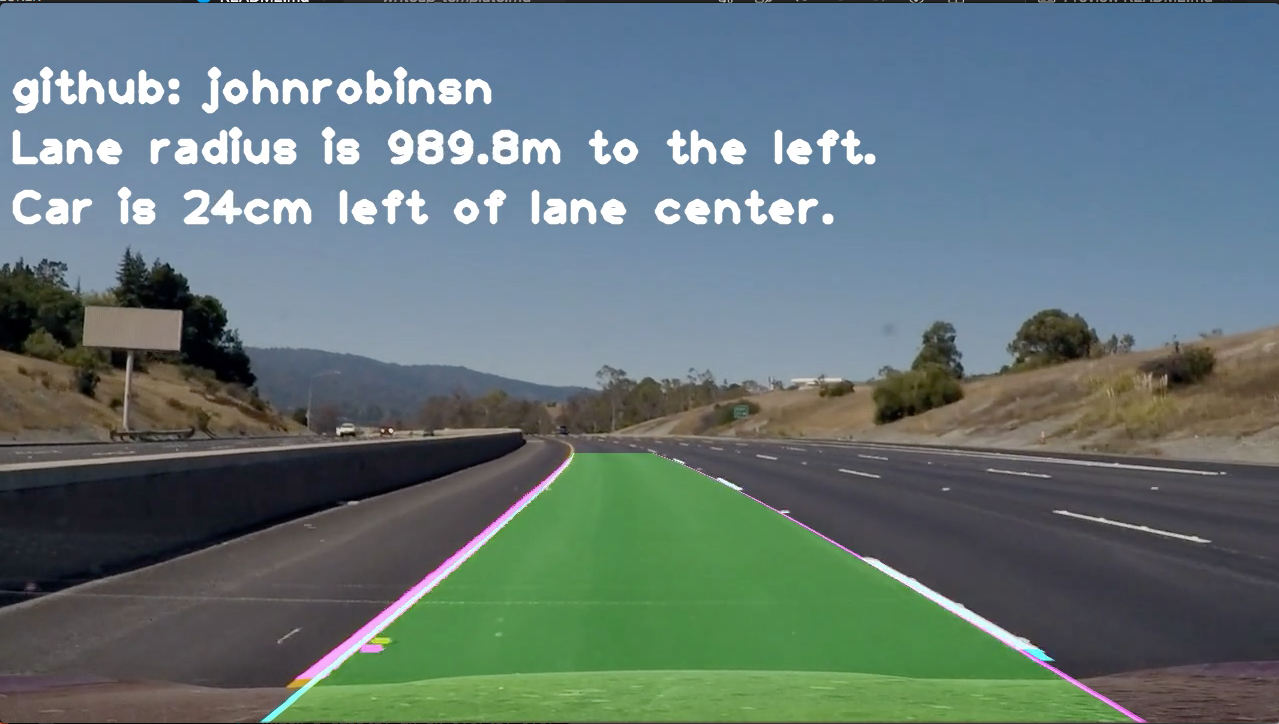 github: johnrobinsn
Lane radius is 989.8m to the left.
Car is 24cm left of lane center.